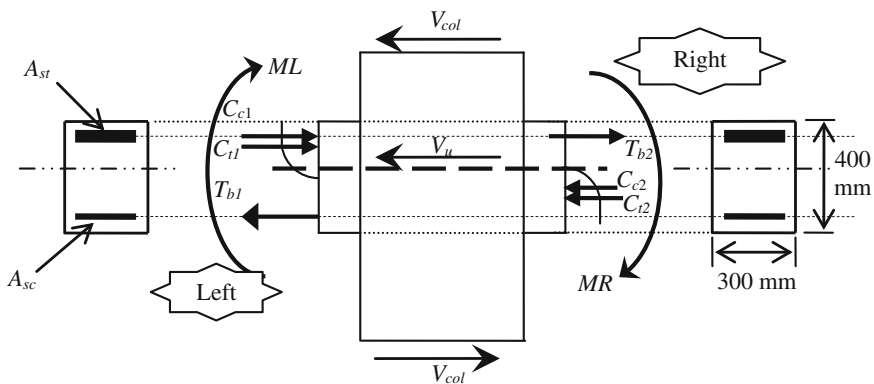 V_col
A_st
ML
Right
C_c1
C_t1
V_u
T_b2
T_b1
C_c2
C_t2
400
mm
A_sc
Left
MR
300 mm
V_col